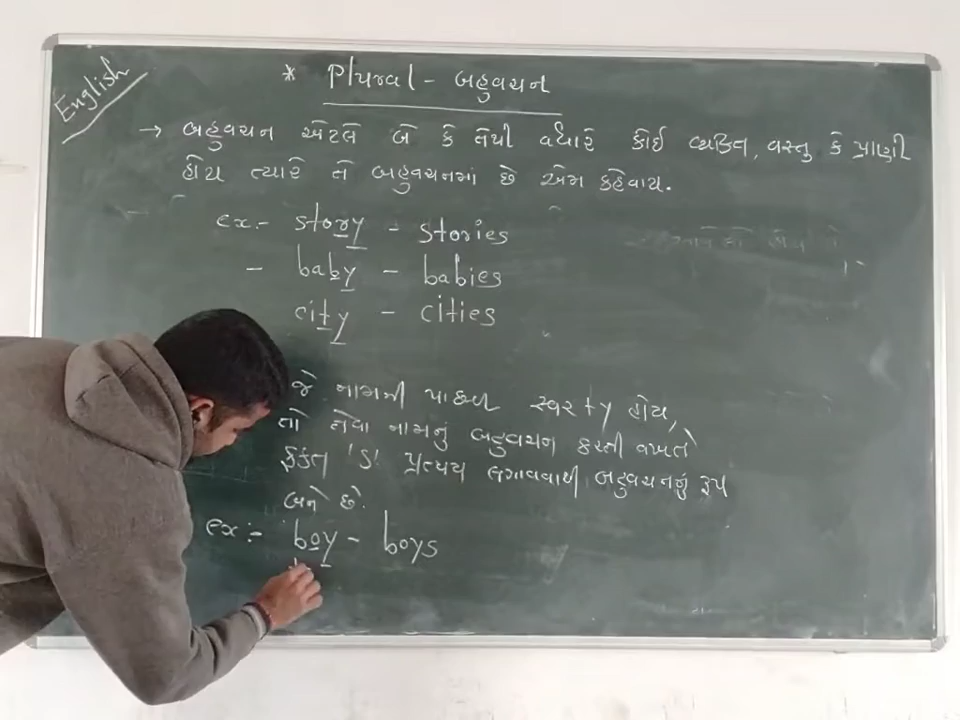 English
* Plural - બહુવચન
→ બહુવચન એટલે બે કે તેથી વધારે કોઈ વ્યકિત, વસ્તુ કે પ્રાણી
હોય ત્યારે તે બહુવચનમાં છે એમ કહેવાય.
ex:- story - stories
- baby - babies
city - cities
જે નામની પાછળ સ્વર + y હોય,
તો તેવા નામનું બહુવચન કરતી વખતે
ફકત 's' પ્રત્યય લગાવવાથી બહુવચનનું રૂપ
બને છે.
ex:- boy - boys